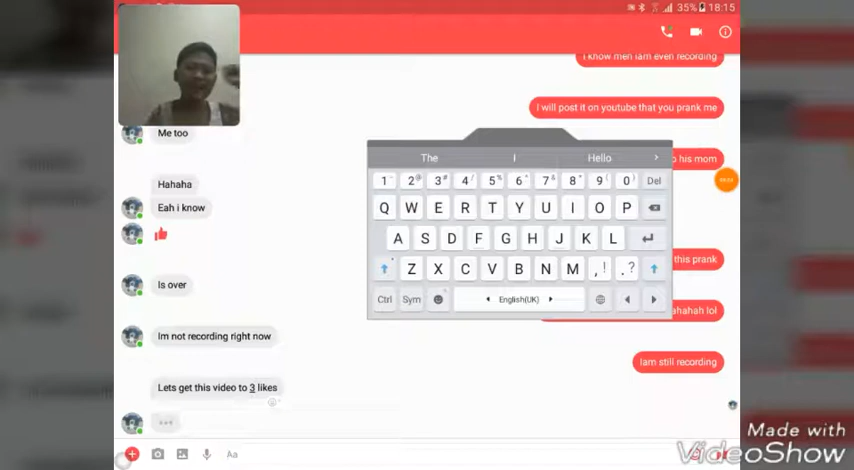 35% 18:15
I know men iam even recording
I will post it on youtube that you prank me
Me too
o his mom
Hahaha
Eah i know
this prank
Is over
ahahah lol
Im not recording right now
Iam still recording
Lets get this video to 3 likes
Aa
The I Hello
1 2 @ 3 # 4 / 5 % 6 ^ 7 & 8 * 9 ( 0 ) Del
Q W E R T Y U I O P
A S D F G H J K L
Z X C V B N M , ! . ?
Ctrl Sym English(UK)
Made with
VideoShow